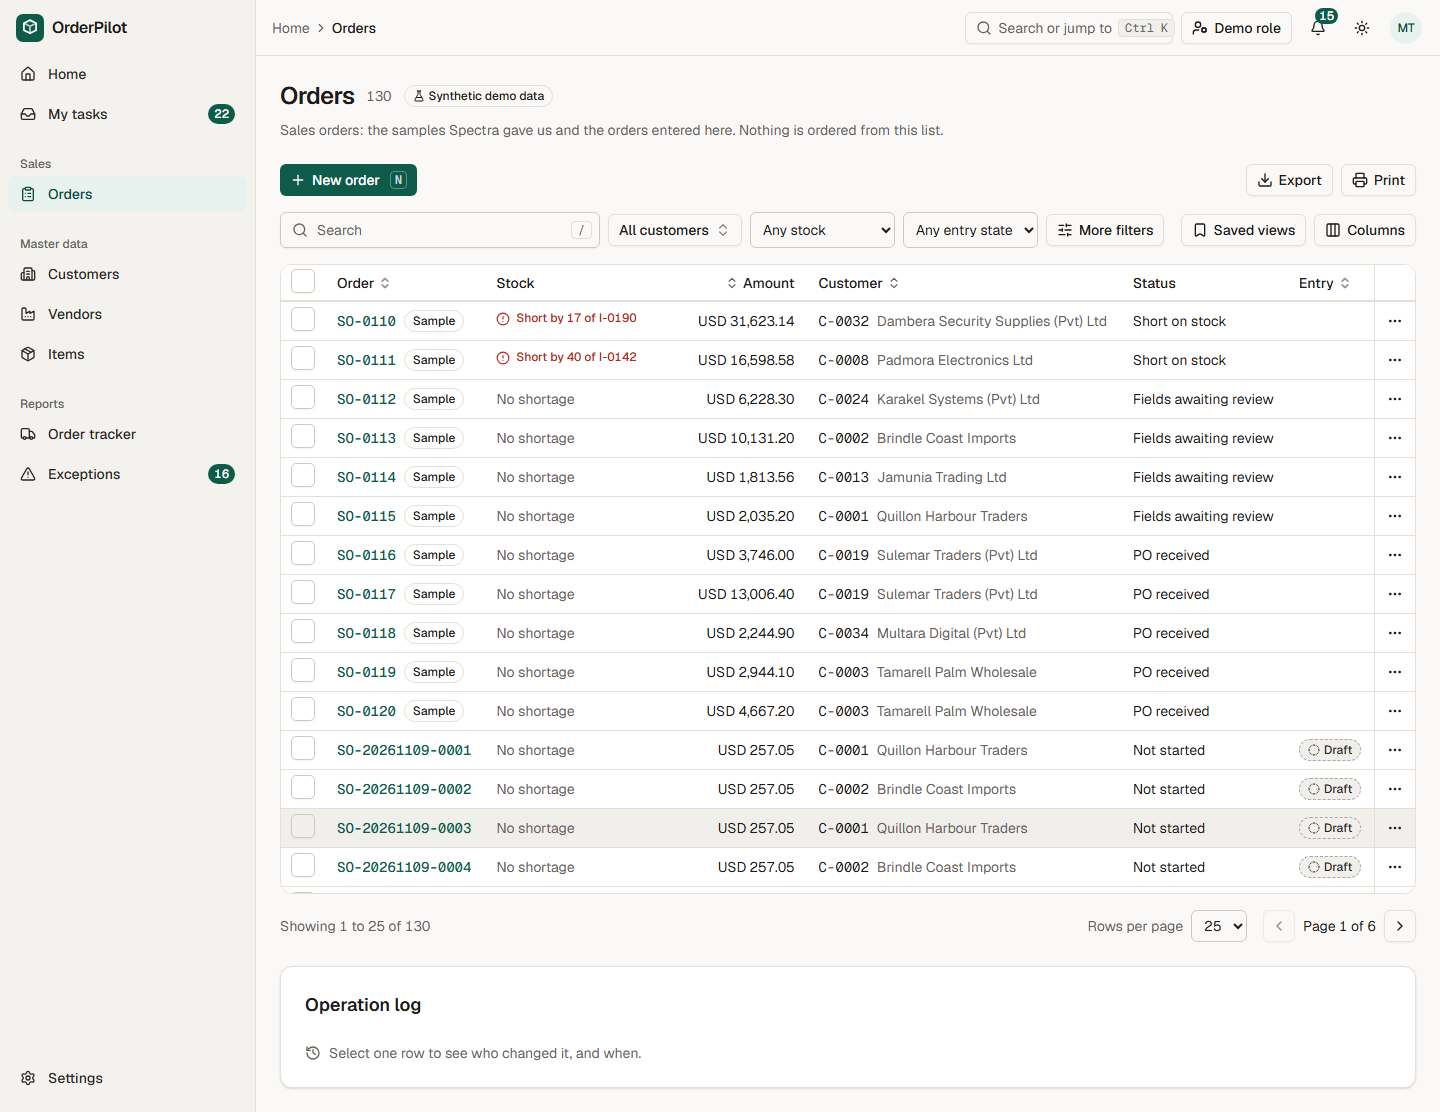 OrderPilot
Home
My tasks 22
Sales
Orders
Master data
Customers
Vendors
Items
Reports
Order tracker
Exceptions 16
Settings
Home > Orders
Search or jump to Ctrl K
Demo role
15
MT
Orders 130 Synthetic demo data
Sales orders: the samples Spectra gave us and the orders entered here. Nothing is ordered from this list.
New order N
Export
Print
Search /
All customers
Any stock
Any entry state
More filters
Saved views
Columns
Order Stock Amount Customer Status Entry
SO-0110 Sample Short by 17 of I-0190 USD 31,623.14 C-0032 Dambera Security Supplies (Pvt) Ltd Short on stock
SO-0111 Sample Short by 40 of I-0142 USD 16,598.58 C-0008 Padmora Electronics Ltd Short on stock
SO-0112 Sample No shortage USD 6,228.30 C-0024 Karakel Systems (Pvt) Ltd Fields awaiting review
SO-0113 Sample No shortage USD 10,131.20 C-0002 Brindle Coast Imports Fields awaiting review
SO-0114 Sample No shortage USD 1,813.56 C-0013 Jamunia Trading Ltd Fields awaiting review
SO-0115 Sample No shortage USD 2,035.20 C-0001 Quillon Harbour Traders Fields awaiting review
SO-0116 Sample No shortage USD 3,746.00 C-0019 Sulemar Traders (Pvt) Ltd PO received
SO-0117 Sample No shortage USD 13,006.40 C-0019 Sulemar Traders (Pvt) Ltd PO received
SO-0118 Sample No shortage USD 2,244.90 C-0034 Multara Digital (Pvt) Ltd PO received
SO-0119 Sample No shortage USD 2,944.10 C-0003 Tamarell Palm Wholesale PO received
SO-0120 Sample No shortage USD 4,667.20 C-0003 Tamarell Palm Wholesale PO received
SO-20261109-0001 No shortage USD 257.05 C-0001 Quillon Harbour Traders Not started Draft
SO-20261109-0002 No shortage USD 257.05 C-0002 Brindle Coast Imports Not started Draft
SO-20261109-0003 No shortage USD 257.05 C-0001 Quillon Harbour Traders Not started Draft
SO-20261109-0004 No shortage USD 257.05 C-0002 Brindle Coast Imports Not started Draft
Showing 1 to 25 of 130
Rows per page 25
Page 1 of 6
Operation log
Select one row to see who changed it, and when.